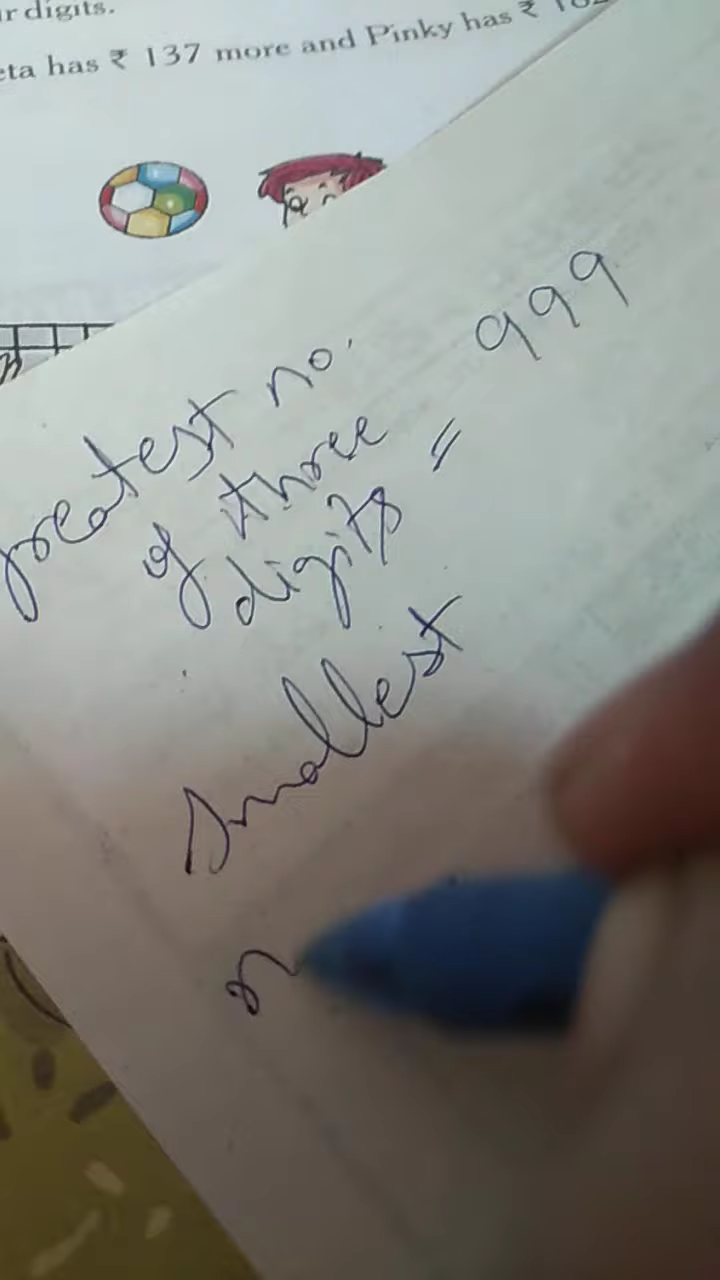 r digits.
eta has ₹ 137 more and Pinky has ₹
greatest no.
of three
digits = 999
smallest
n